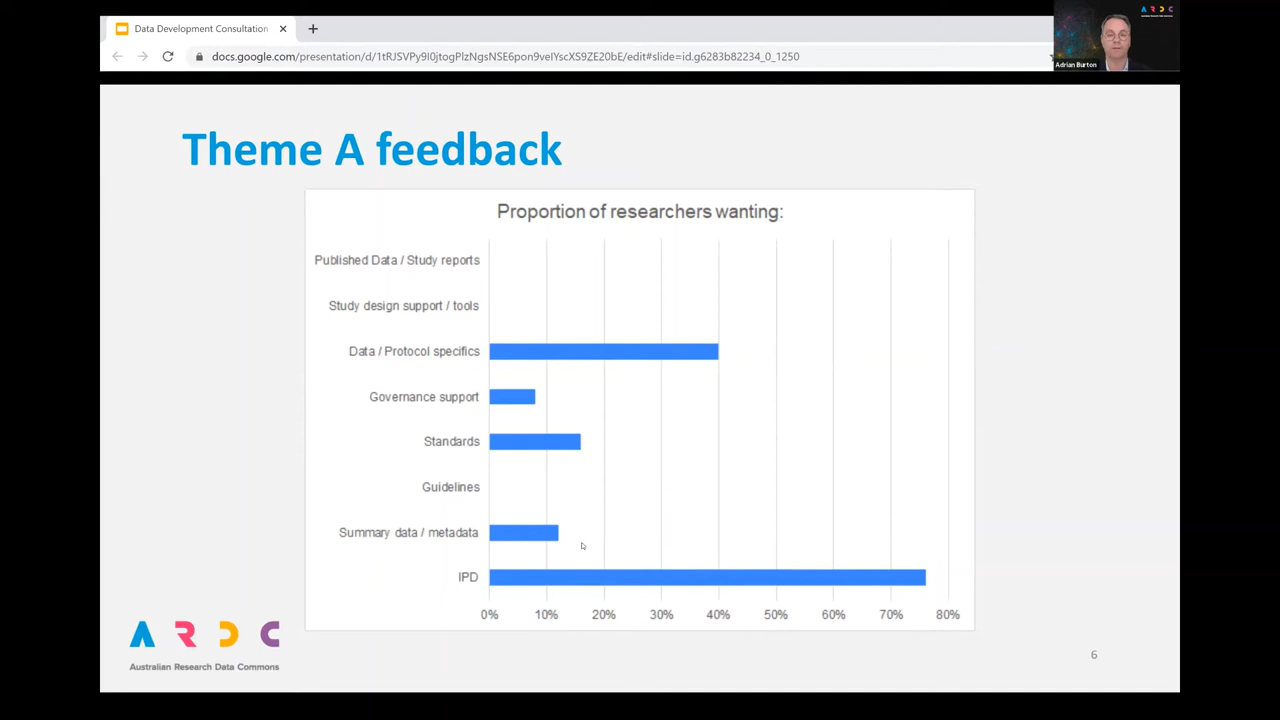 Data Development Consultation
docs.google.com/presentation/d/1tRJSVPy9I0jtogPlzNgsNSE6pon9veIYscXS9ZE20bE/edit#slide=id.g6283b82234_0_1250
A R D C
Adrian Burton
Theme A feedback
Proportion of researchers wanting:
Published Data / Study reports
Study design support / tools
Data / Protocol specifics
Governance support
Standards
Guidelines
Summary data / metadata
IPD
0% 10% 20% 30% 40% 50% 60% 70% 80%
A R D C
Australian Research Data Commons
6